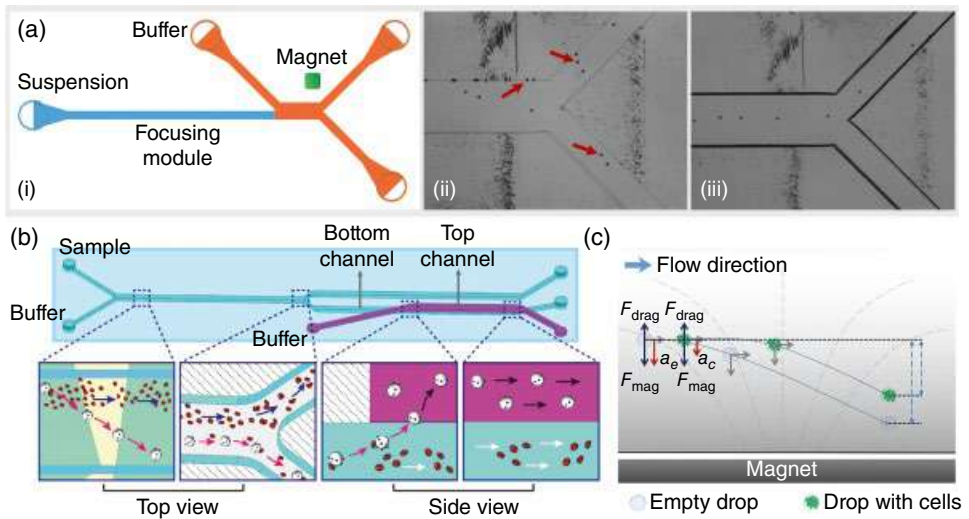 (a)
Buffer
Magnet
Suspension
Focusing
module
(i)
(ii)
(iii)
(b)
Sample
Bottom
channel
Top
channel
Buffer
Buffer
Top view
Side view
(c)
Flow direction
F_drag F_drag
a_e a_c
F_mag F_mag
Magnet
Empty drop
Drop with cells